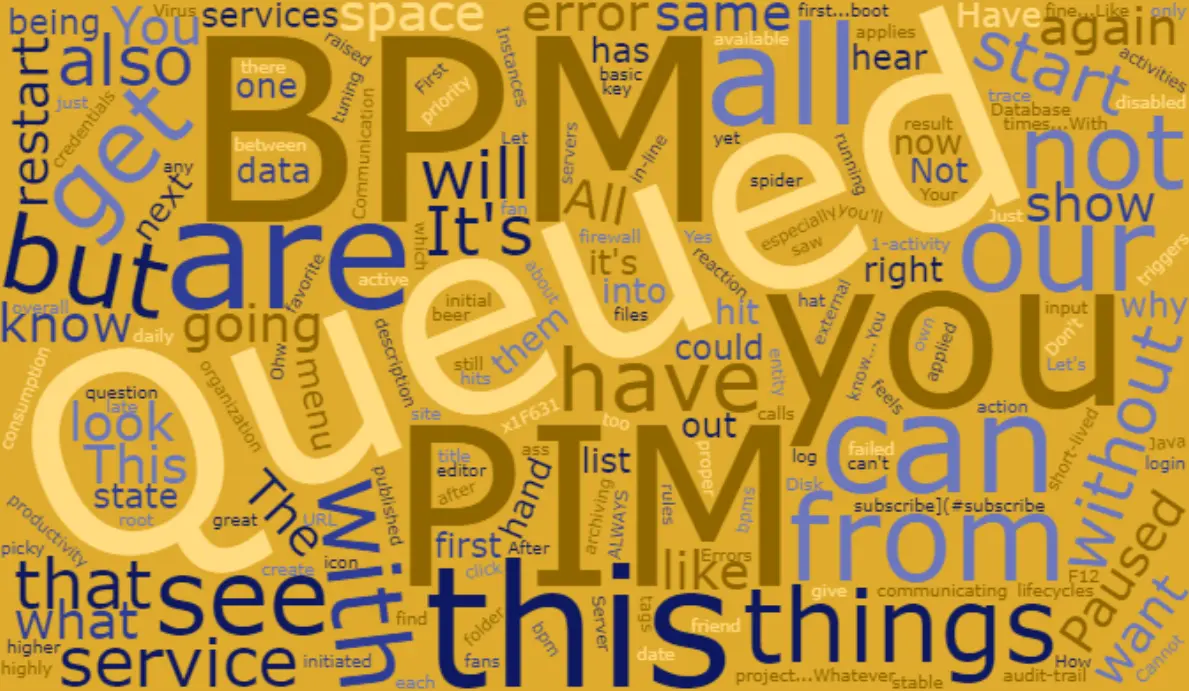 being
Virus
You
services
space
error
same
first...boot
Have
fine...Like
only
again
restart
also
there
one
raised
tuning
First
priority
Instances
has
basic
key
available
all
applies
hear
start
activities
just
credentials
get
between
data
Communication
BPM
Let
will
servers
in-line
yet
running
result
now
Not
Your
trace
Database
times...With
disabled
not
any
next
fan
All
spider
especially
you'll
saw
Just
show
but
are
which
It's
firewall
Yes
1-activity
right
our
triggers
overall
know
daily
going
favorite
active
initial
beer
about
it's
into
files
reaction
hit
hat
external
input
why
Queued
consumption
organization
Ohw
menu
description
still
hits
them
have
could
entity
you
know...You
feels
own
applied
Don't
Let's
without
question
late
look
This
state
root
site
x1F631
too
out
calls
action
can
title
editor
after
ass
hand
list
proper
log
failed
can't
short-lived
Java
login
productivity
picky
great
The
URL
create
icon
With
published
PIM
archiving
ALWAYS
rules
bpms
Disk
subscribe](#subscribe
from
Paused
first
After
click
like
Errors
F12
that
what
see
higher
highly
service
initiated
each
find
this
folder
fans
bpm
Server
tags
date
friend
give
communicating
lifecycles
things
project...Whatever
stable
How
audit-trail
want
Cannot